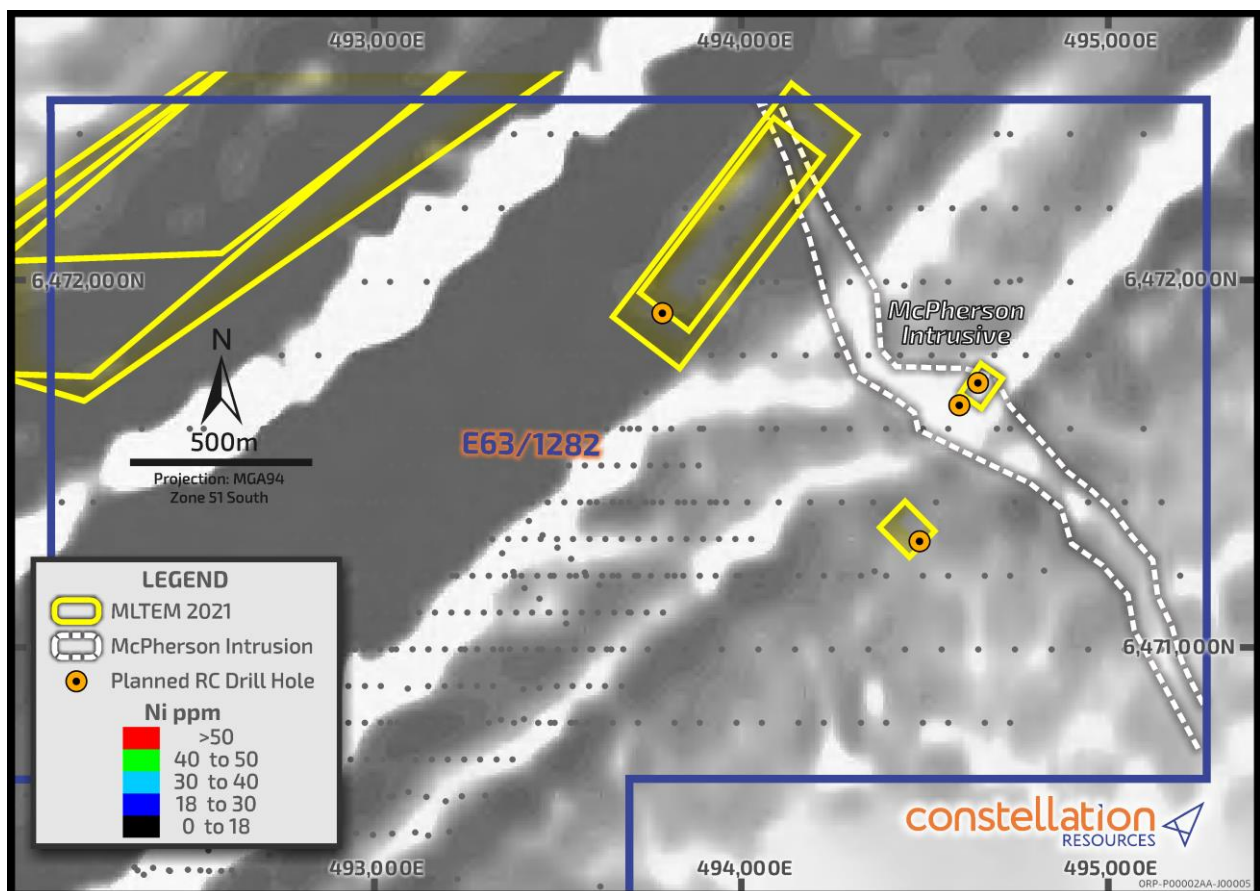 493,000E
494,000E
495,000E
6,472,000N
6,472,000N
McPherson
Intrusive
N
500m
Projection: MGA94
Zone 51 South
E63/1282
LEGEND
MLTEM 2021
McPherson Intrusion
Planned RC Drill Hole
Ni ppm
>50
40 to 50
30 to 40
18 to 30
0 to 18
6,471,000N
constellation
RESOURCES
493,000E
494,000E
495,000E
ORP-P00002AA-J00005